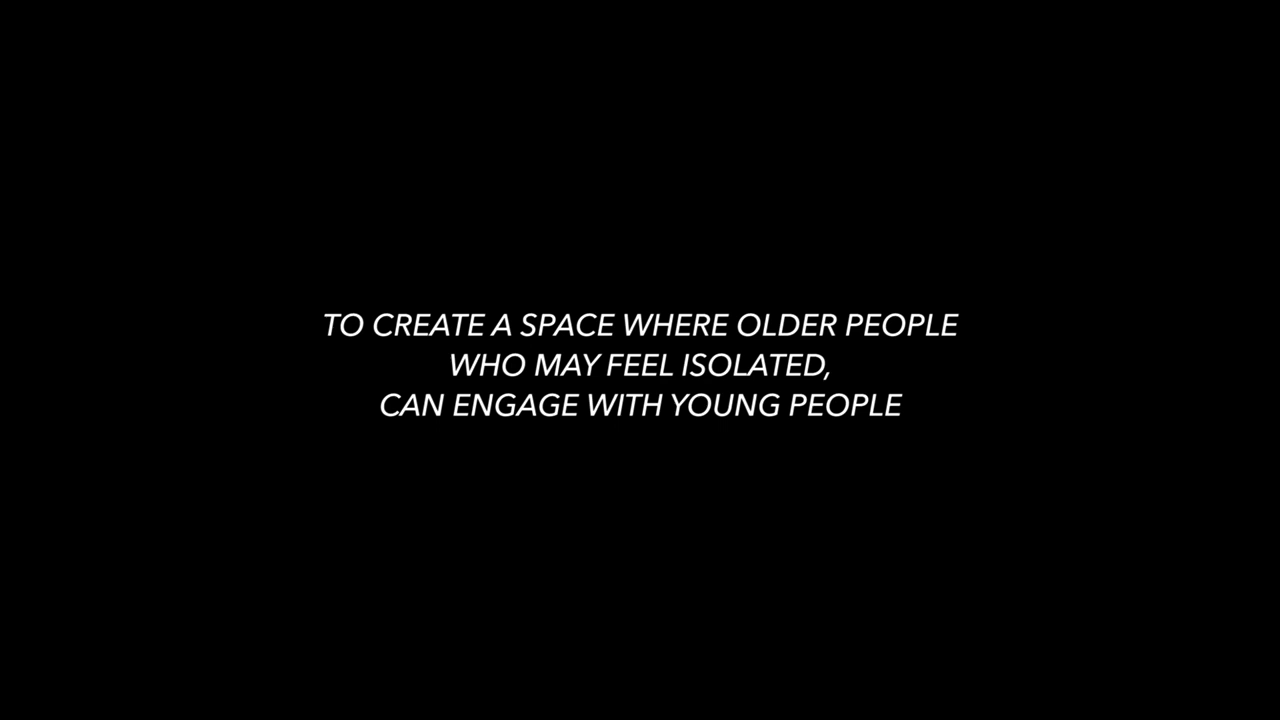 TO CREATE A SPACE WHERE OLDER PEOPLE
WHO MAY FEEL ISOLATED,
CAN ENGAGE WITH YOUNG PEOPLE